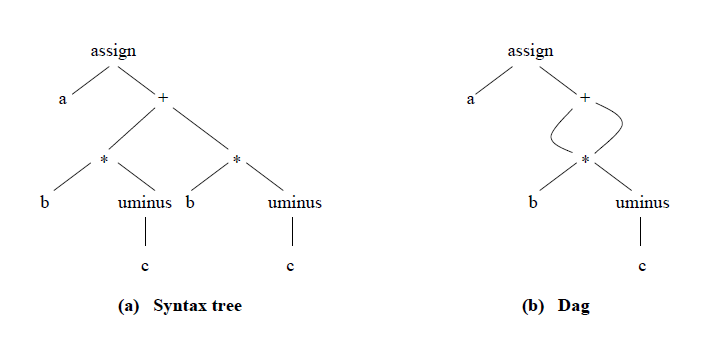 assign assign
a + a +
* * *
b uminus b uminus b uminus
c c c
(a) Syntax tree (b) Dag